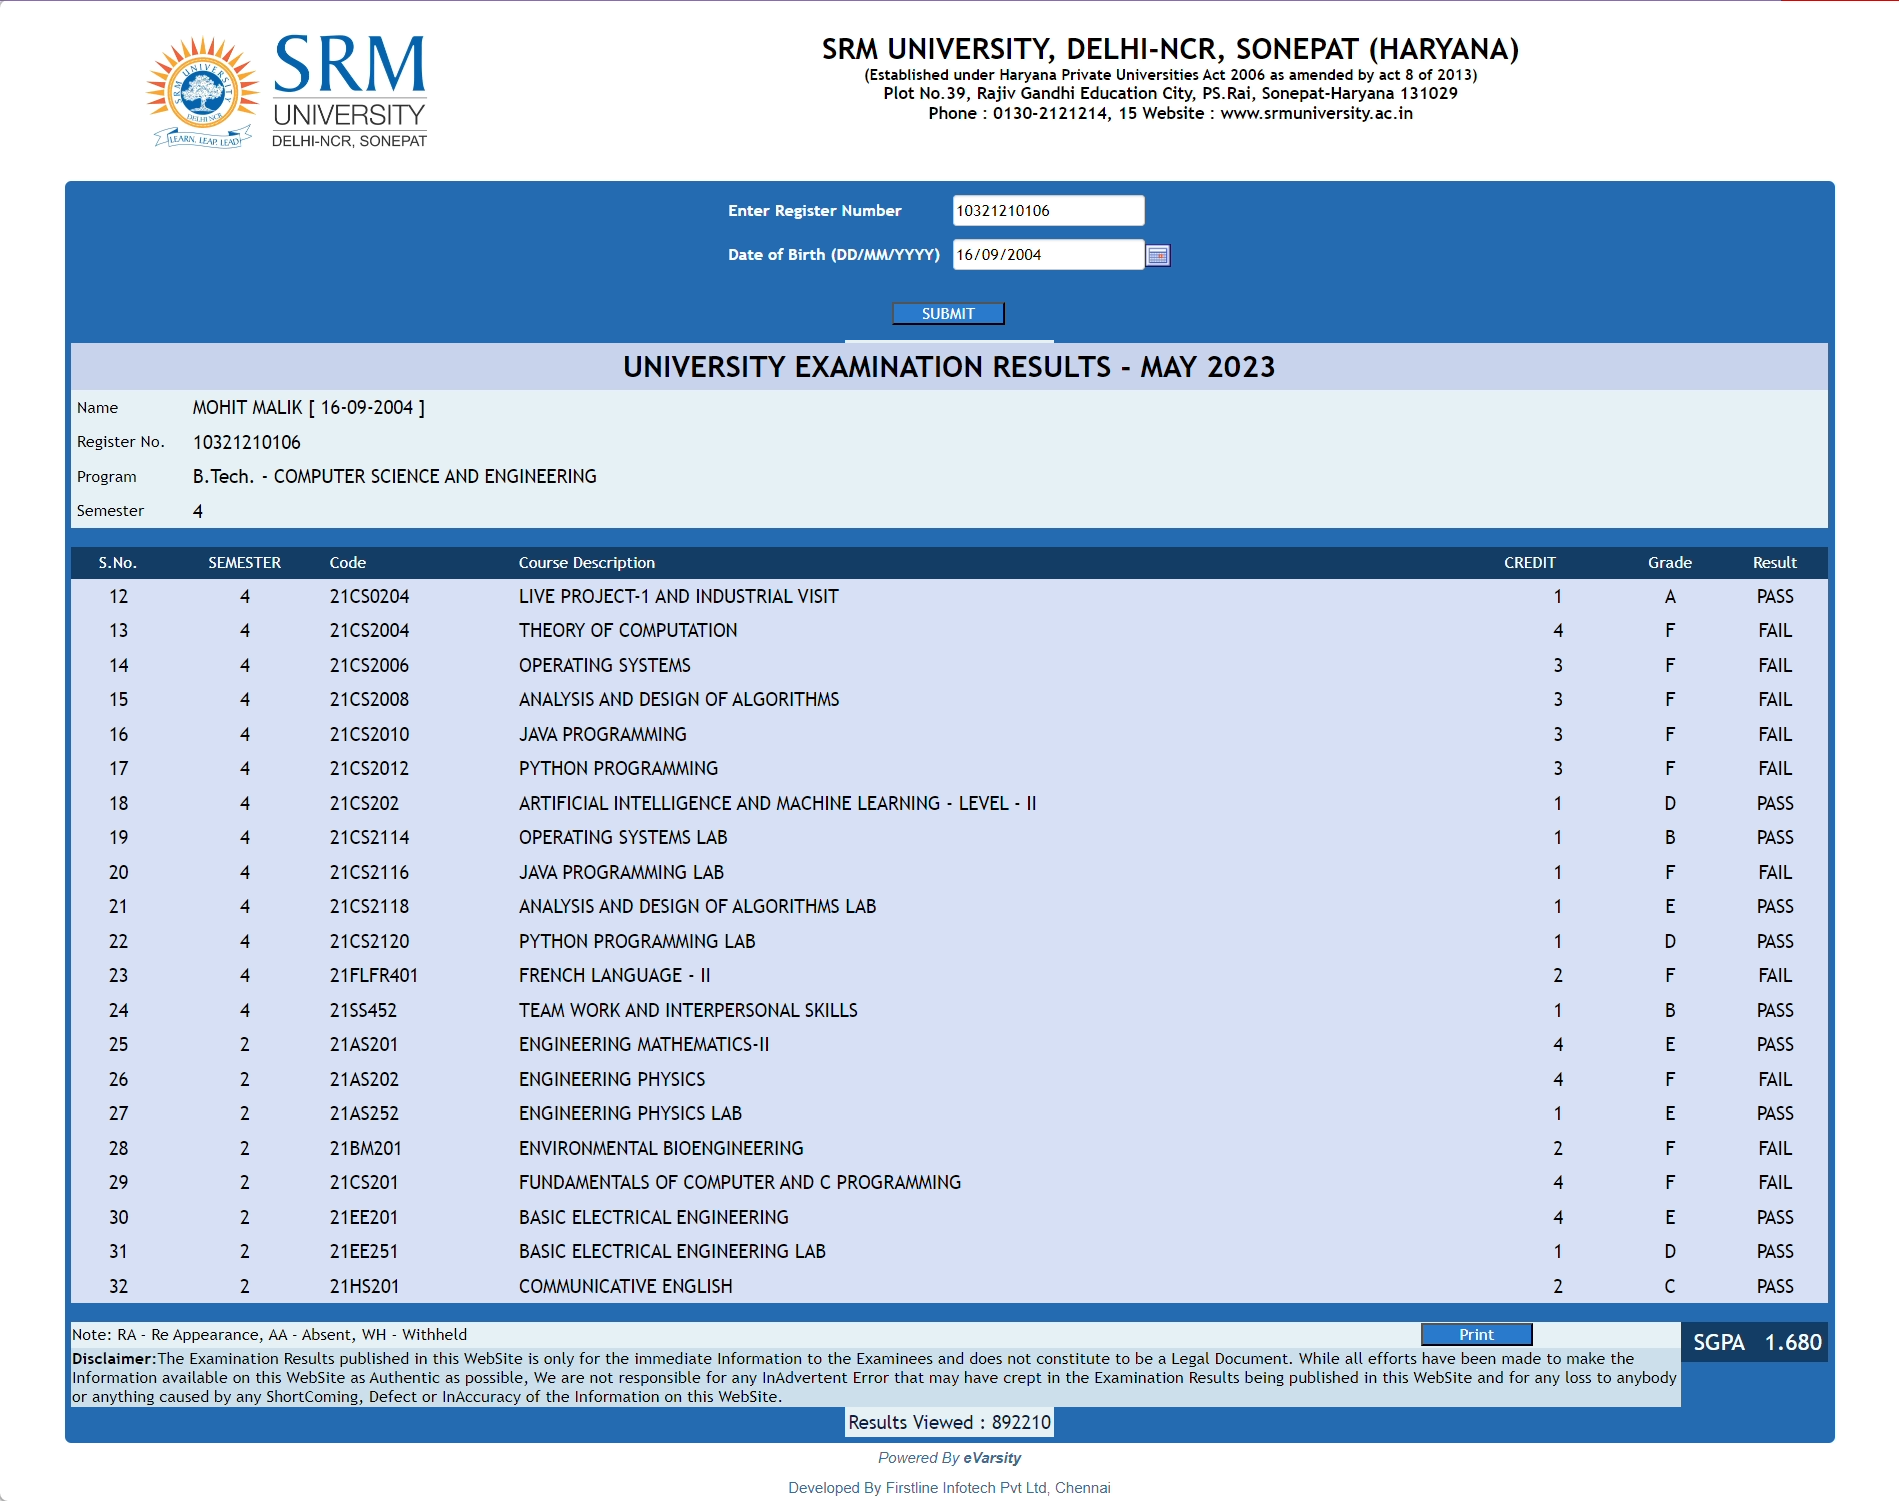 SRM UNIVERSITY DELHI-NCR LEARN, LEAP, LEAD
SRM
UNIVERSITY
DELHI-NCR, SONEPAT
SRM UNIVERSITY, DELHI-NCR, SONEPAT (HARYANA)
(Established under Haryana Private Universities Act 2006 as amended by act 8 of 2013)
Plot No.39, Rajiv Gandhi Education City, PS.Rai, Sonepat-Haryana 131029
Phone : 0130-2121214, 15 Website : www.srmuniversity.ac.in
Enter Register Number 10321210106
Date of Birth (DD/MM/YYYY) 16/09/2004
SUBMIT
UNIVERSITY EXAMINATION RESULTS - MAY 2023
Name MOHIT MALIK [ 16-09-2004 ]
Register No. 10321210106
Program B.Tech. - COMPUTER SCIENCE AND ENGINEERING
Semester 4
S.No. SEMESTER Code Course Description CREDIT Grade Result
12 4 21CS0204 LIVE PROJECT-1 AND INDUSTRIAL VISIT 1 A PASS
13 4 21CS2004 THEORY OF COMPUTATION 4 F FAIL
14 4 21CS2006 OPERATING SYSTEMS 3 F FAIL
15 4 21CS2008 ANALYSIS AND DESIGN OF ALGORITHMS 3 F FAIL
16 4 21CS2010 JAVA PROGRAMMING 3 F FAIL
17 4 21CS2012 PYTHON PROGRAMMING 3 F FAIL
18 4 21CS202 ARTIFICIAL INTELLIGENCE AND MACHINE LEARNING - LEVEL - II 1 D PASS
19 4 21CS2114 OPERATING SYSTEMS LAB 1 B PASS
20 4 21CS2116 JAVA PROGRAMMING LAB 1 F FAIL
21 4 21CS2118 ANALYSIS AND DESIGN OF ALGORITHMS LAB 1 E PASS
22 4 21CS2120 PYTHON PROGRAMMING LAB 1 D PASS
23 4 21FLFR401 FRENCH LANGUAGE - II 2 F FAIL
24 4 21SS452 TEAM WORK AND INTERPERSONAL SKILLS 1 B PASS
25 2 21AS201 ENGINEERING MATHEMATICS-II 4 E PASS
26 2 21AS202 ENGINEERING PHYSICS 4 F FAIL
27 2 21AS252 ENGINEERING PHYSICS LAB 1 E PASS
28 2 21BM201 ENVIRONMENTAL BIOENGINEERING 2 F FAIL
29 2 21CS201 FUNDAMENTALS OF COMPUTER AND C PROGRAMMING 4 F FAIL
30 2 21EE201 BASIC ELECTRICAL ENGINEERING 4 E PASS
31 2 21EE251 BASIC ELECTRICAL ENGINEERING LAB 1 D PASS
32 2 21HS201 COMMUNICATIVE ENGLISH 2 C PASS
Note: RA - Re Appearance, AA - Absent, WH - Withheld Print
SGPA 1.680
Disclaimer:The Examination Results published in this WebSite is only for the immediate Information to the Examinees and does not constitute to be a Legal Document. While all efforts have been made to make the
Information available on this WebSite as Authentic as possible, We are not responsible for any InAdvertent Error that may have crept in the Examination Results being published in this WebSite and for any loss to anybody
or anything caused by any ShortComing, Defect or InAccuracy of the Information on this WebSite.
Results Viewed : 892210
Powered By eVarsity
Developed By Firstline Infotech Pvt Ltd, Chennai